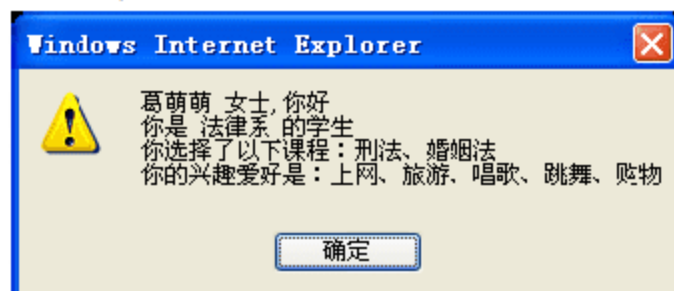 Windows Internet Explorer
葛萌萌 女士,你好
你是 法律系 的学生
你选择了以下课程：刑法、婚姻法
你的兴趣爱好是：上网、旅游、唱歌、跳舞、购物
确定